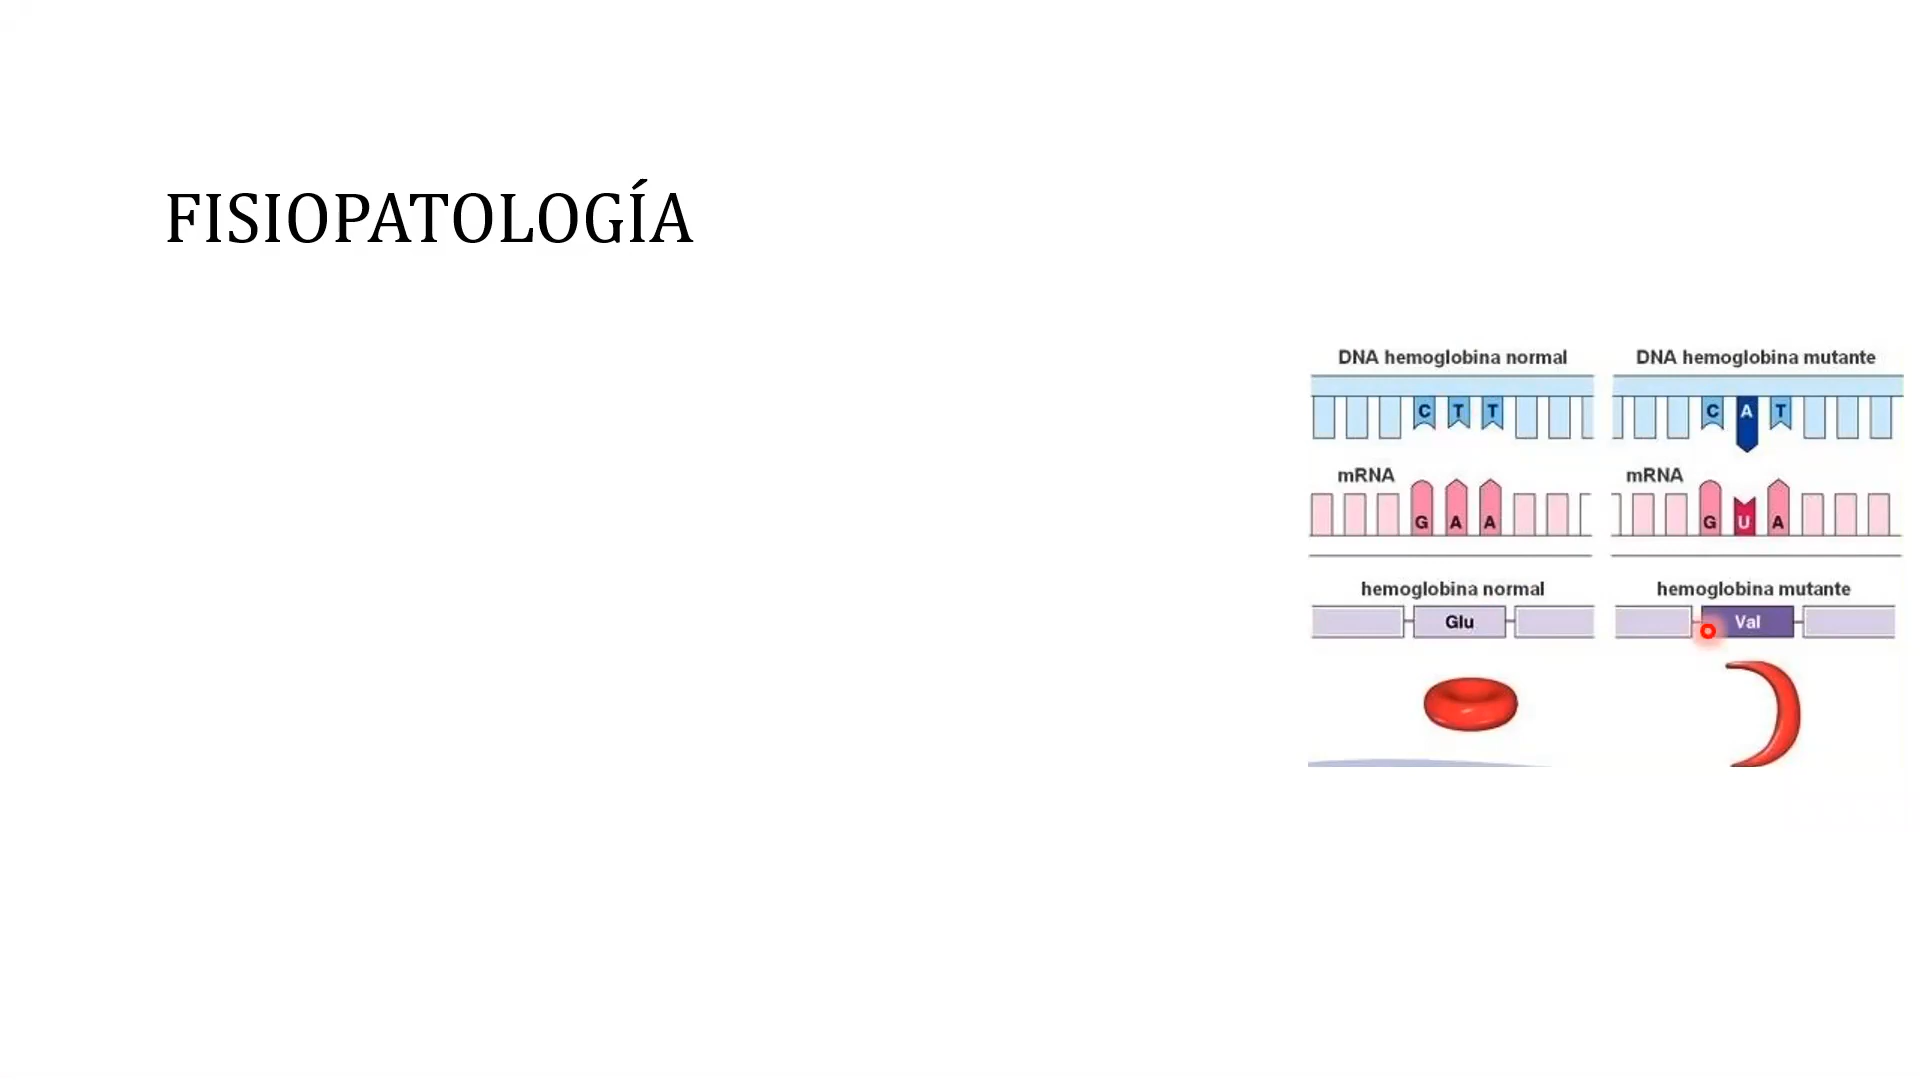 FISIOPATOLOGÍA
DNA hemoglobina normal
C T T
mRNA
G A A
hemoglobina normal
Glu
DNA hemoglobina mutante
C A T
mRNA
G U A
hemoglobina mutante
Val